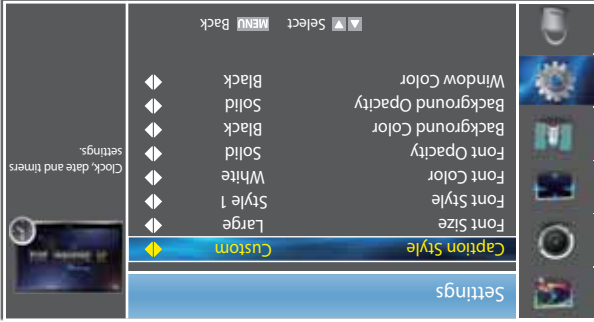 Settings
Caption Style Custom
Font Size Large
Font Style Style 1
Font Color White
Font Opacity Solid
Background Color Black
Background Opacity Solid
Window Color Black
Select MENU Back
Clock, date and timers
settings.